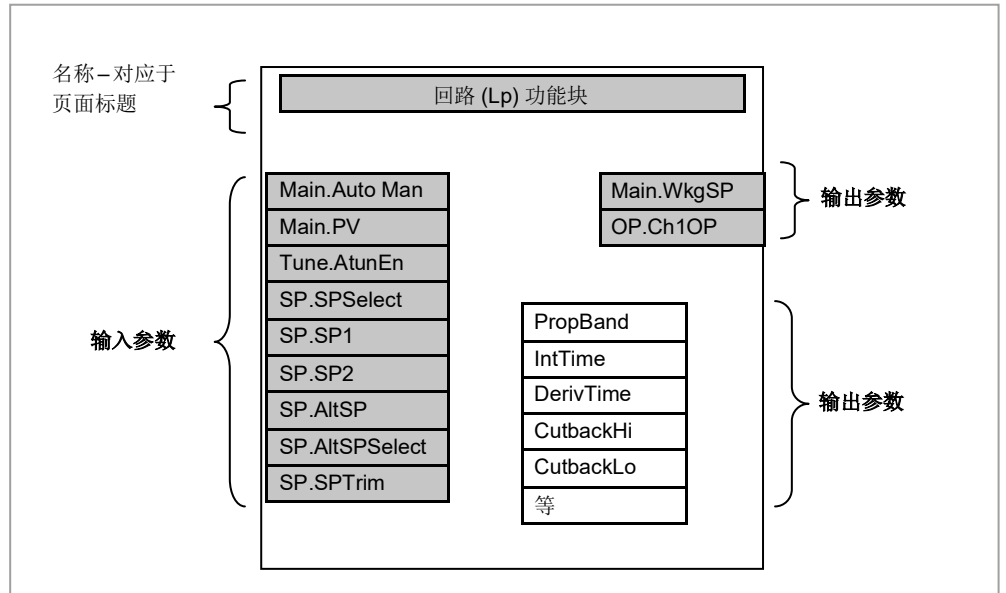 名称–对应于
页面标题
回路 (Lp) 功能块
输入参数
Main.Auto Man
Main.PV
Tune.AtunEn
SP.SPSelect
SP.SP1
SP.SP2
SP.AltSP
SP.AltSPSelect
SP.SPTrim
Main.WkgSP
OP.Ch1OP
输出参数
PropBand
IntTime
DerivTime
CutbackHi
CutbackLo
等
输出参数